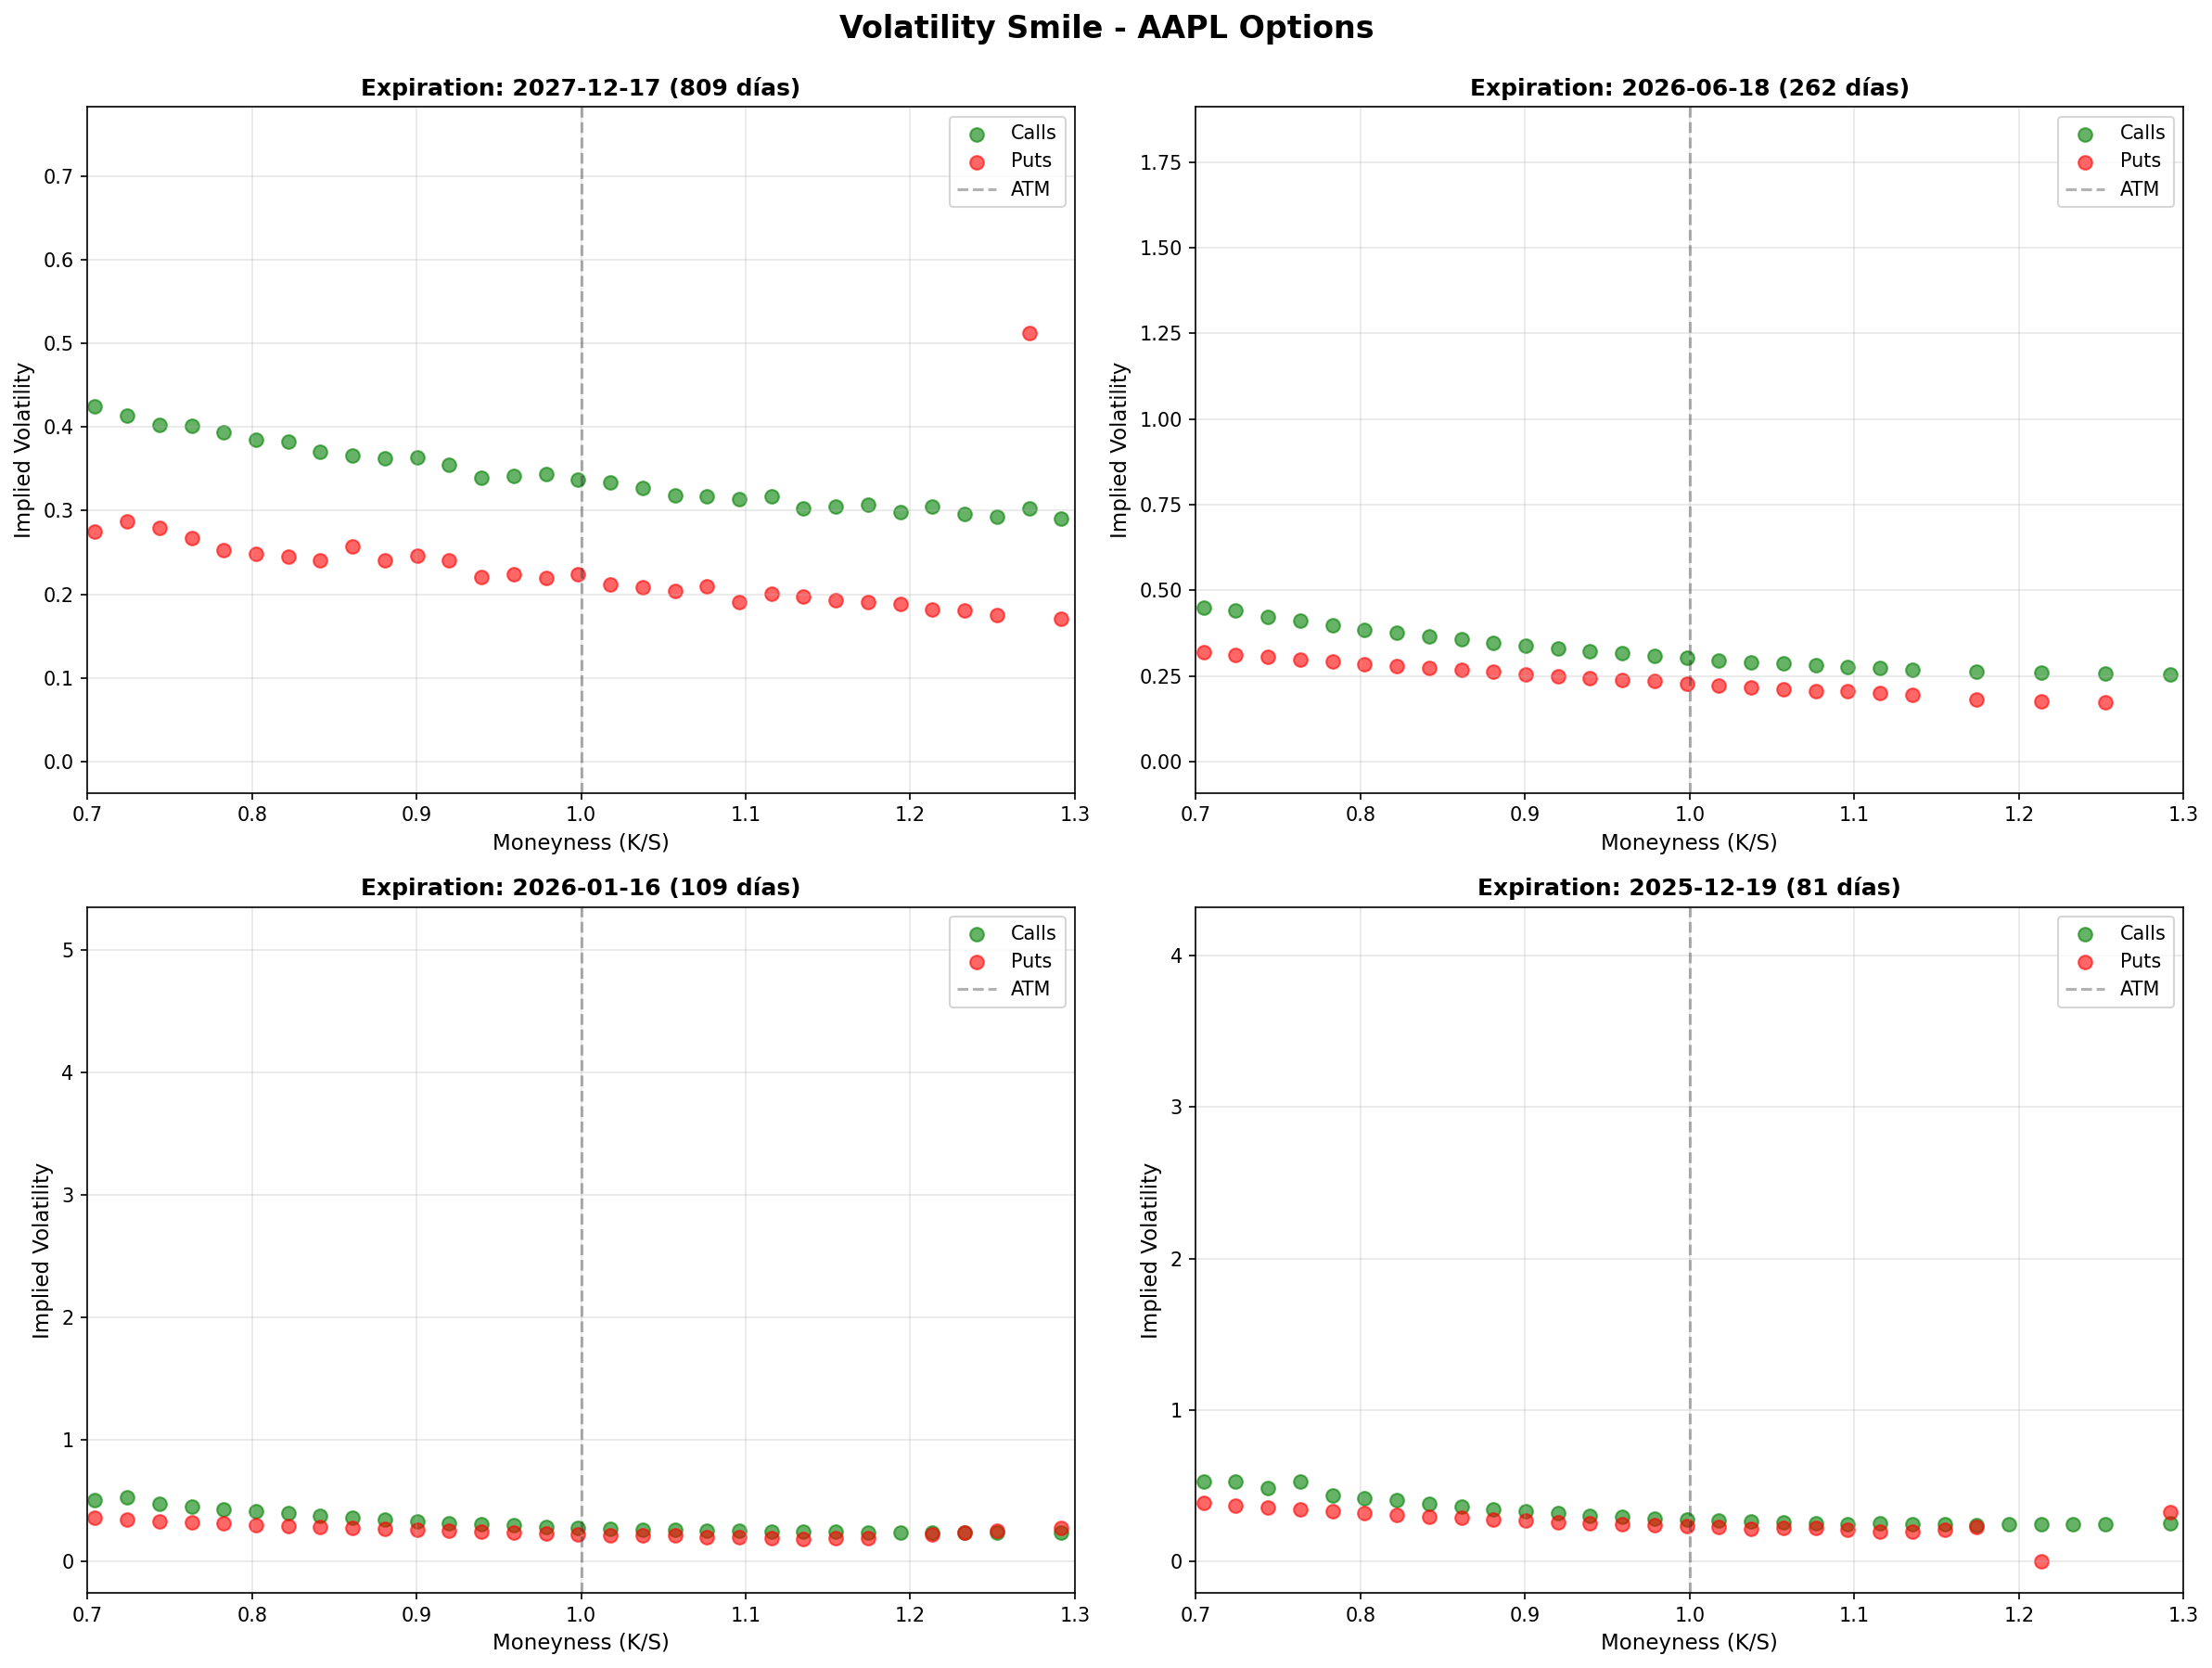 Volatility Smile - AAPL Options
Expiration: 2027-12-17 (809 días)
Calls
Puts
ATM
Implied Volatility
0.7
0.6
0.5
0.4
0.3
0.2
0.1
0.0
0.7 0.8 0.9 1.0 1.1 1.2 1.3
Moneyness (K/S)
Expiration: 2026-06-18 (262 días)
Calls
Puts
ATM
Implied Volatility
1.75
1.50
1.25
1.00
0.75
0.50
0.25
0.00
0.7 0.8 0.9 1.0 1.1 1.2 1.3
Moneyness (K/S)
Expiration: 2026-01-16 (109 días)
Calls
Puts
ATM
Implied Volatility
5
4
3
2
1
0
0.7 0.8 0.9 1.0 1.1 1.2 1.3
Moneyness (K/S)
Expiration: 2025-12-19 (81 días)
Calls
Puts
ATM
Implied Volatility
4
3
2
1
0
0.7 0.8 0.9 1.0 1.1 1.2 1.3
Moneyness (K/S)